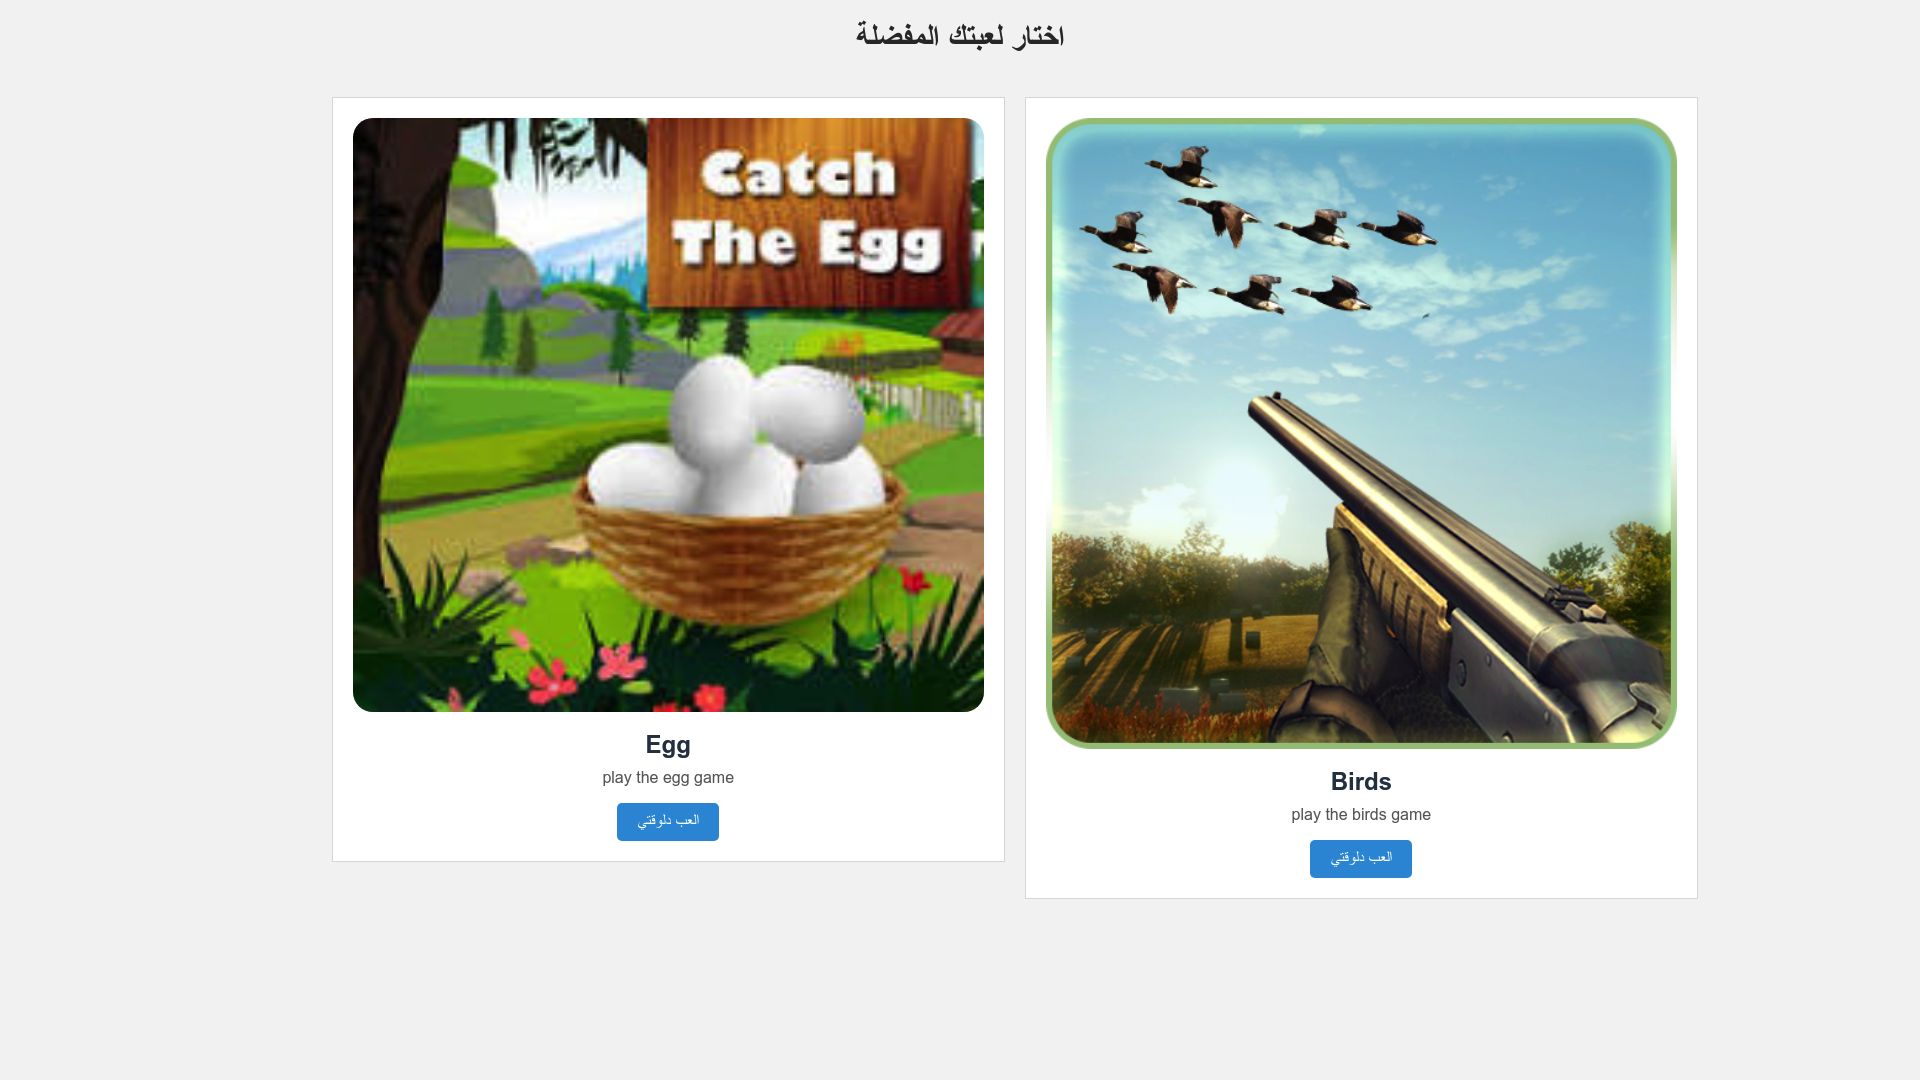 اختار لعبتك المفضلة
Catch
The Egg
Egg
play the egg game
العب دلوقتي
Birds
play the birds game
العب دلوقتي